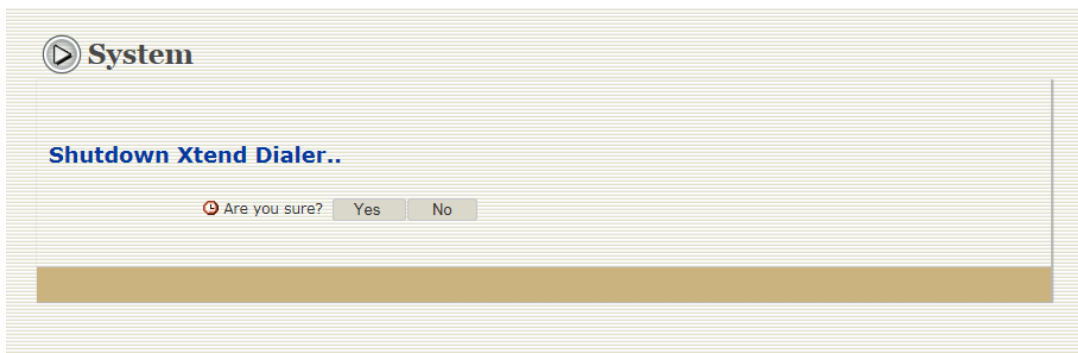 System
Shutdown Xtend Dialer..
Are you sure? Yes No